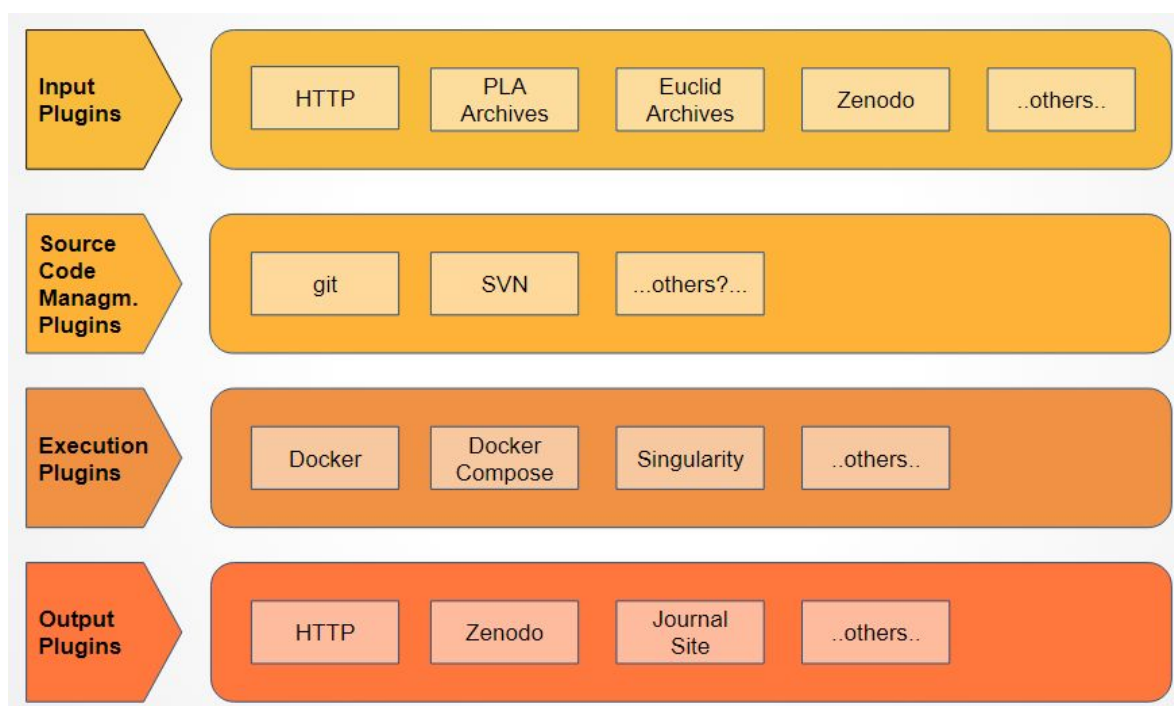 Input
Plugins
HTTP
PLA
Archives
Euclid
Archives
Zenodo
..others..
Source
Code
Managm.
Plugins
git
SVN
...others?...
Execution
Plugins
Docker
Docker
Compose
Singularity
..others..
Output
Plugins
HTTP
Zenodo
Journal
Site
..others..